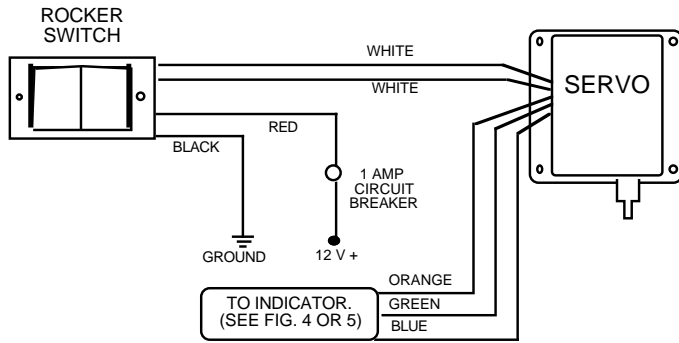 ROCKER
SWITCH
WHITE
WHITE
SERVO
RED
BLACK
1 AMP
CIRCUIT
BREAKER
GROUND
12 V +
ORANGE
GREEN
BLUE
TO INDICATOR.
(SEE FIG. 4 OR 5)